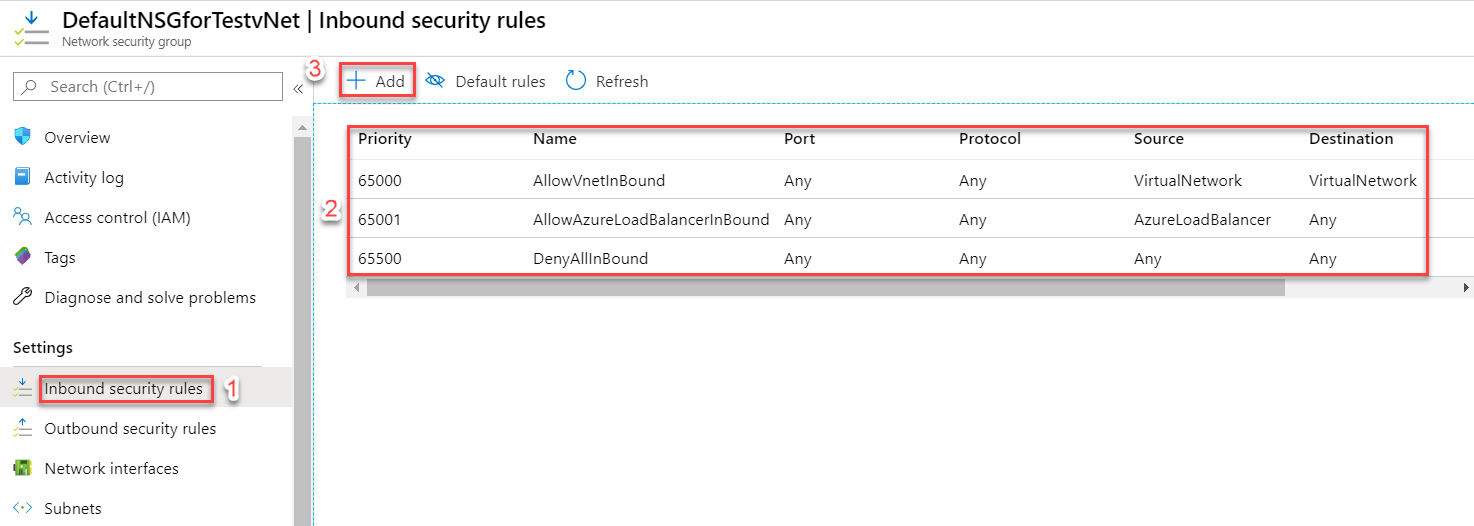 DefaultNSGforTestvNet | Inbound security rules
Network security group
Search (Ctrl+/)
«
3
Add
Default rules
Refresh
Overview
Activity log
Access control (IAM)
Tags
Diagnose and solve problems
Settings
Inbound security rules
1
Outbound security rules
Network interfaces
Subnets
2
Priority Name Port Protocol Source Destination
65000 AllowVnetInBound Any Any VirtualNetwork VirtualNetwork
65001 AllowAzureLoadBalancerInBound Any Any AzureLoadBalancer Any
65500 DenyAllInBound Any Any Any Any